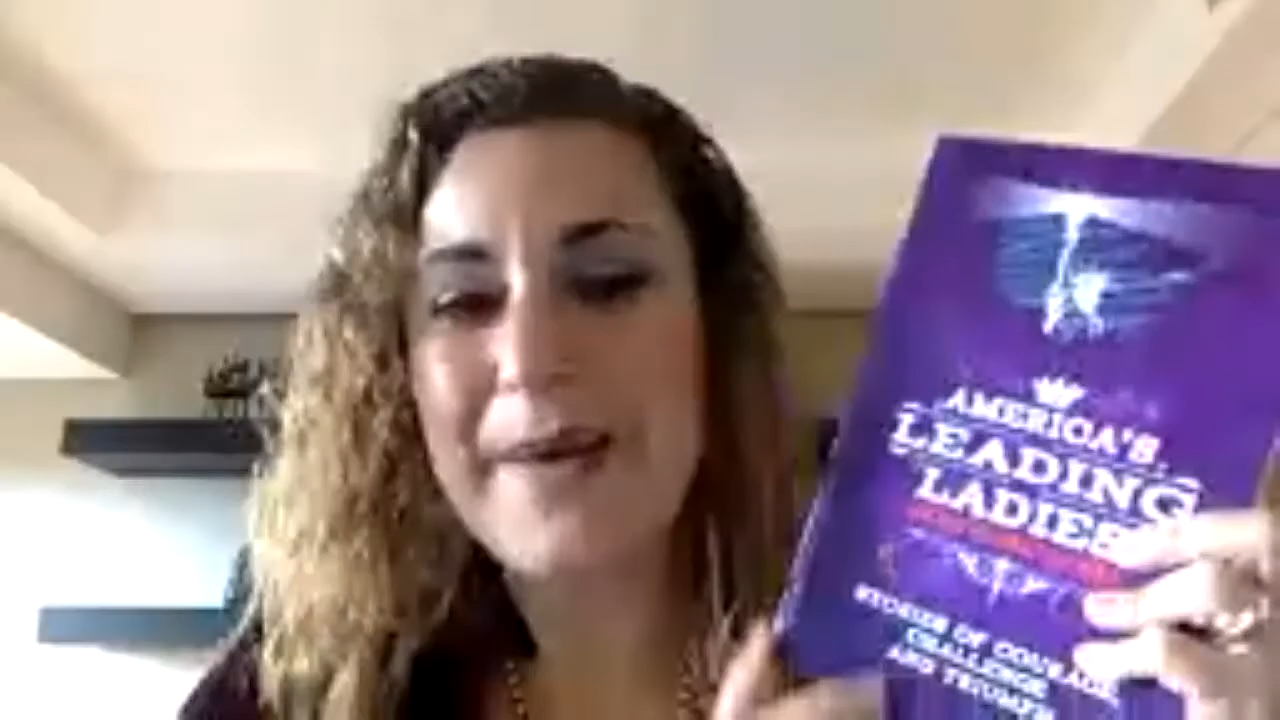 AMERICA'S
LEADING
LADIES
STORIES OF COURAGE,
CHALLENGE
AND TRIUMPH